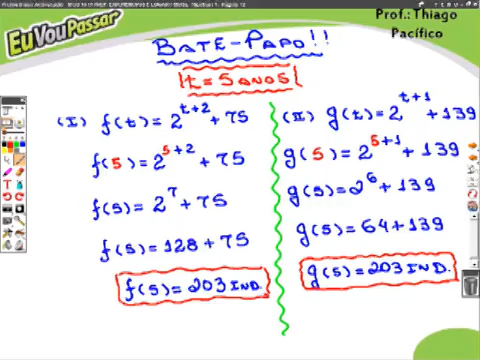 EuVouPassar
Prof.: Thiago
Pacífico
BATE-PAPO!!
t = 5 ANOS
(I) f(t) = 2^{t+2} + 75
f(5) = 2^{5+2} + 75
f(5) = 2^7 + 75
f(5) = 128 + 75
f(5) = 203 IND.
(II) g(t) = 2^{t+1} + 139
g(5) = 2^{5+1} + 139
g(5) = 2^6 + 139
g(5) = 64 + 139
g(5) = 203 IND.